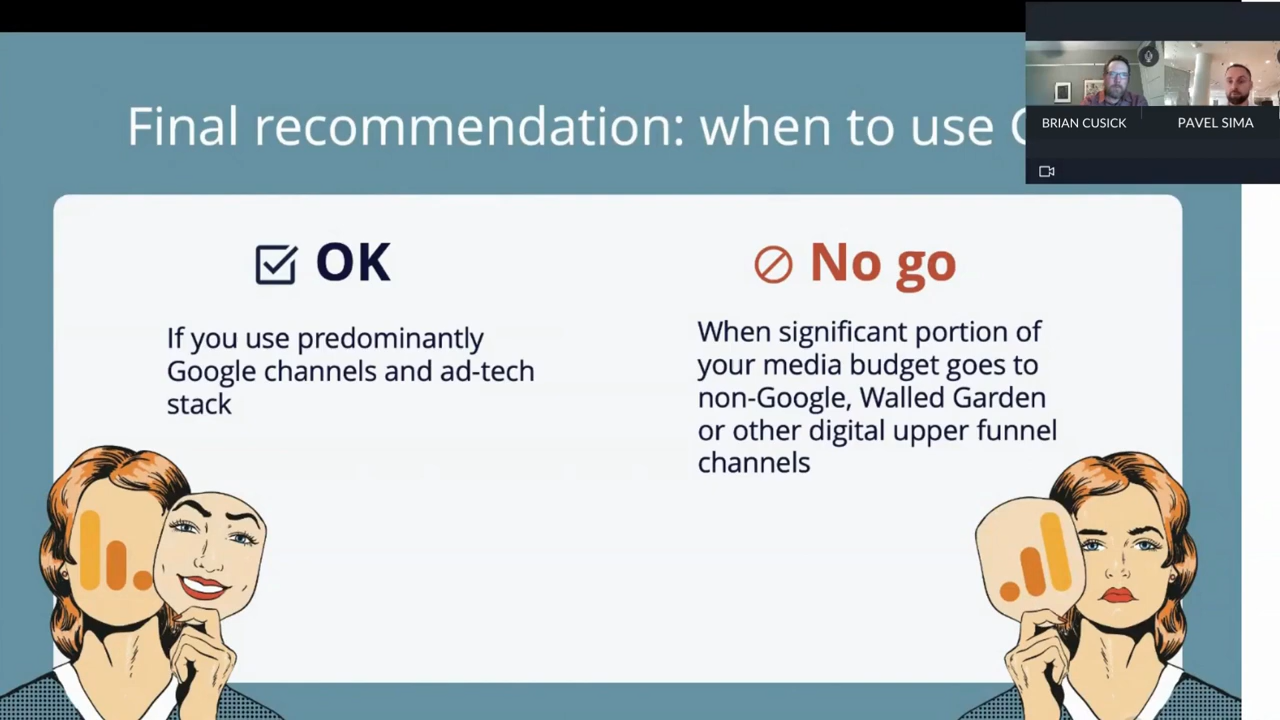 Final recommendation: when to use
BRIAN CUSICK
PAVEL SIMA
OK
If you use predominantly
Google channels and ad-tech
stack
No go
When significant portion of
your media budget goes to
non-Google, Walled Garden
or other digital upper funnel
channels